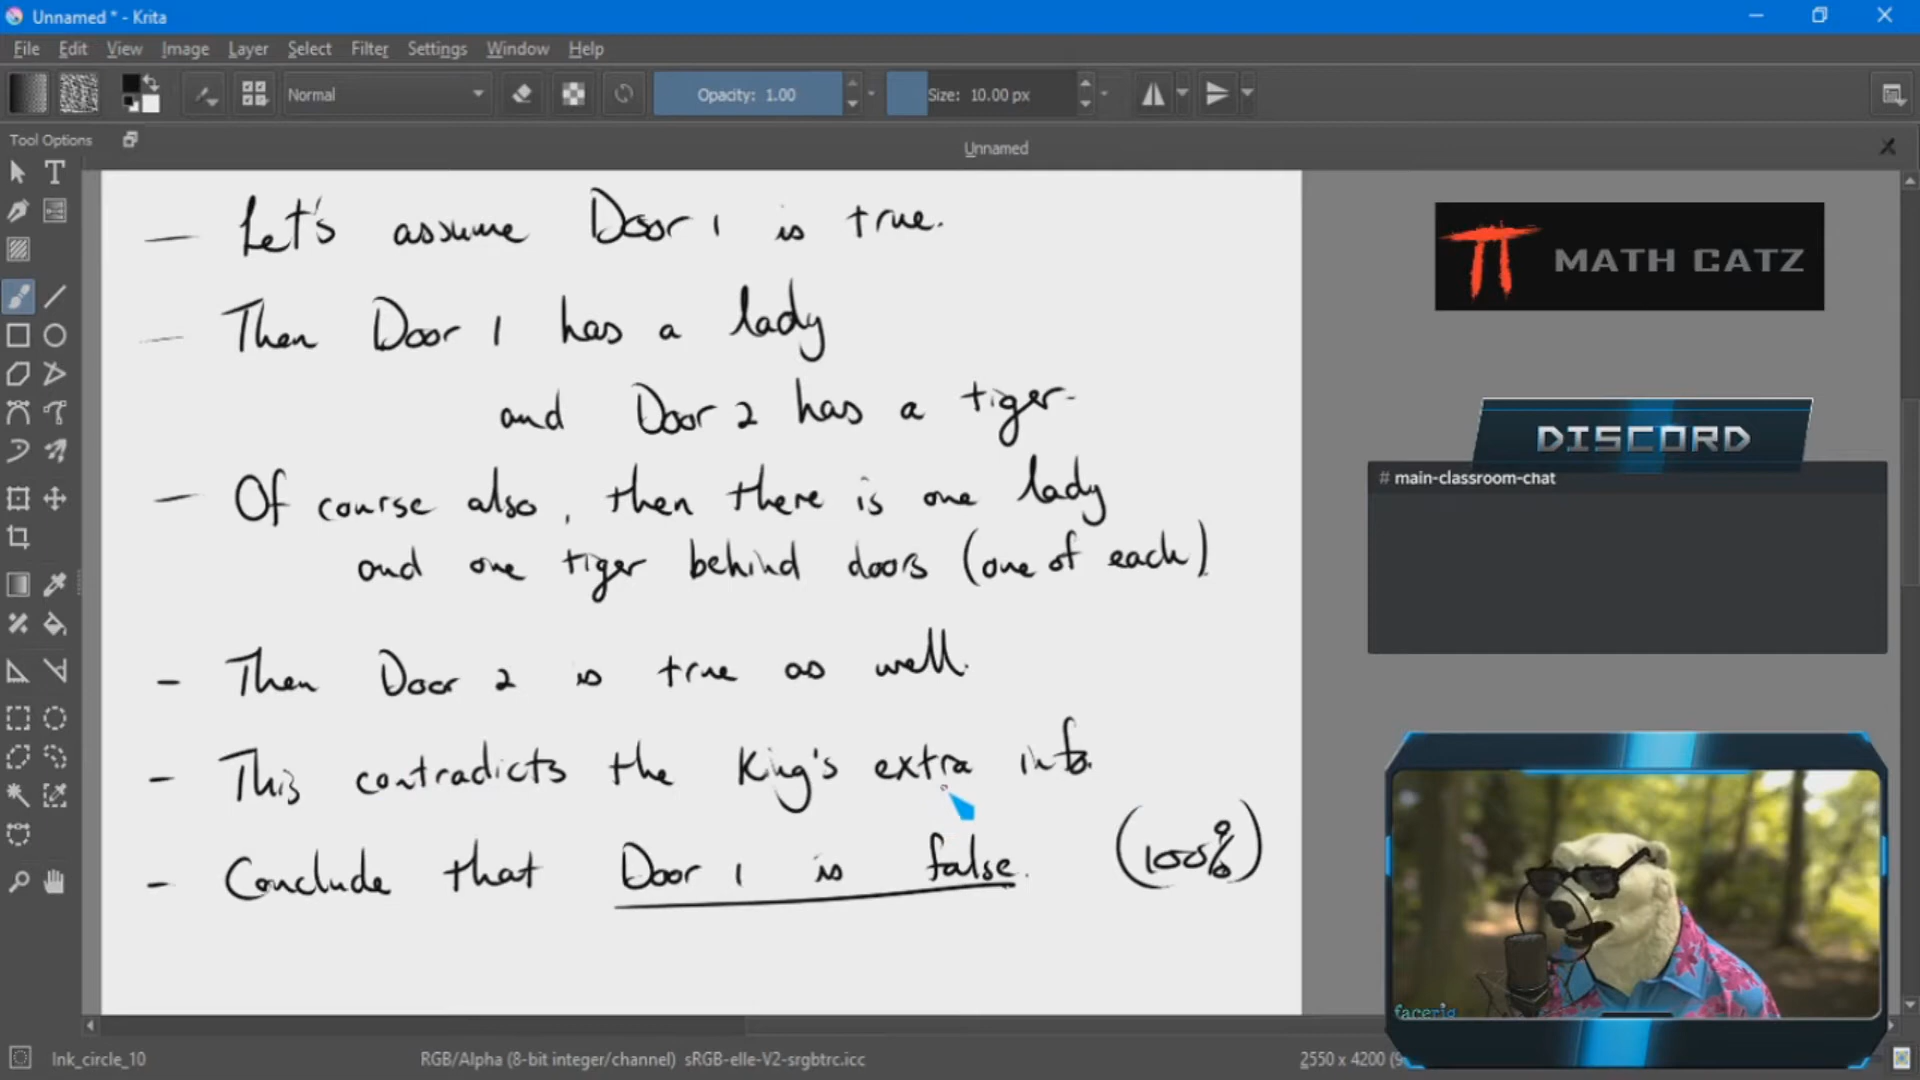 Unnamed * - Krita
File Edit View Image Layer Select Filter Settings Window Help
Normal
Opacity: 1.00
Size: 10.00 px
Tool Options
Unnamed
- Let's assume Door 1 is true.
- Then Door 1 has a lady
and Door 2 has a tiger.
- Of course also, then there is one lady
and one tiger behind doors (one of each)
- Then Door 2 is true as well.
- This contradicts the King's extra info.
- Conclude that Door 1 is false. (100%)
MATH CATZ
DISCORD
# main-classroom-chat
facerig
Ink_circle_10
RGB/Alpha (8-bit integer/channel) sRGB-elle-V2-srgbtrc.icc
2550 x 4200